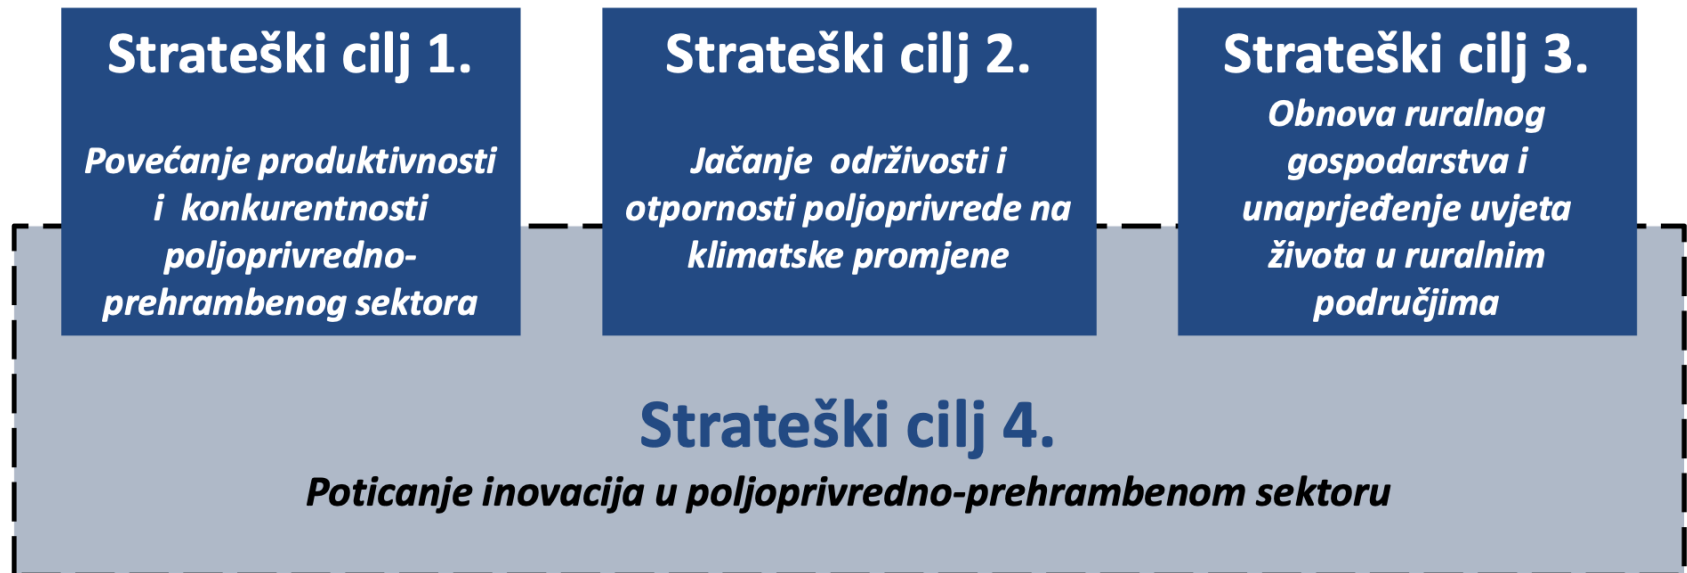 Strateški cilj 1.
Povećanje produktivnosti
i konkurentnosti
poljoprivredno-
prehrambenog sektora
Strateški cilj 2.
Jačanje održivosti i
otpornosti poljoprivrede na
klimatske promjene
Strateški cilj 3.
Obnova ruralnog
gospodarstva i
unaprjeđenje uvjeta
života u ruralnim
područjima
Strateški cilj 4.
Poticanje inovacija u poljoprivredno-prehrambenom sektoru